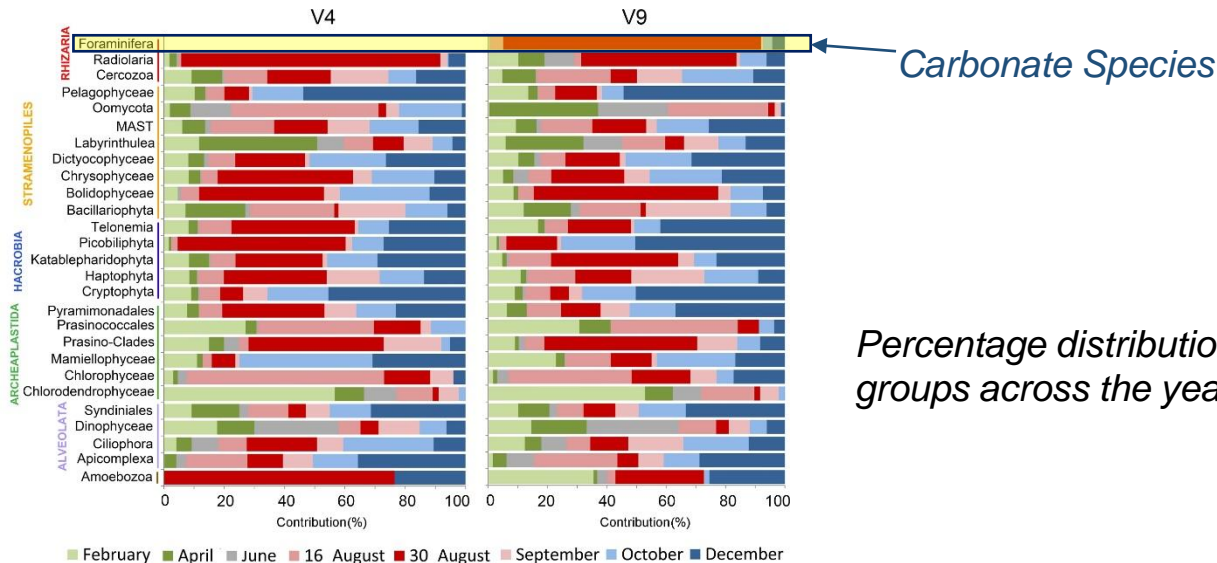 V4 V9
RHIZARIA
Foraminifera
Radiolaria
Cercozoa
STRAMENOPILES
Pelagophyceae
Oomycota
MAST
Labyrinthulea
Dictyocophyceae
Chrysophyceae
Bolidophyceae
Bacillariophyta
HACROBIA
Telonemia
Picobiliphyta
Katablepharidophyta
Haptophyta
Cryptophyta
ARCHEAPLASTIDA
Pyramimonadales
Prasinococcales
Prasino-Clades
Mamiellophyceae
Chlorophyceae
Chlorodendrophyceae
ALVEOLATA
Syndiniales
Dinophyceae
Ciliophora
Apicomplexa
Amoebozoa
0 20 40 60 80 100 0 20 40 60 80 100
Contribution(%) Contribution(%)
February April June 16 August 30 August September October December
Carbonate Species
Percentage distributio
groups across the yea